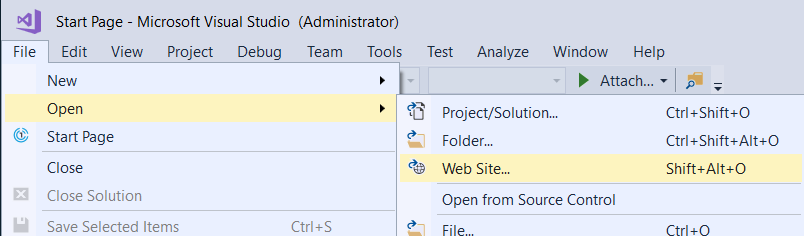 Start Page - Microsoft Visual Studio (Administrator)
File Edit View Project Debug Team Tools Test Analyze Window Help
New
Attach...
Open
Project/Solution... Ctrl+Shift+O
Start Page
Folder... Ctrl+Shift+Alt+O
Close
Web Site... Shift+Alt+O
Close Solution
Open from Source Control
Save Selected Items Ctrl+S
File... Ctrl+O